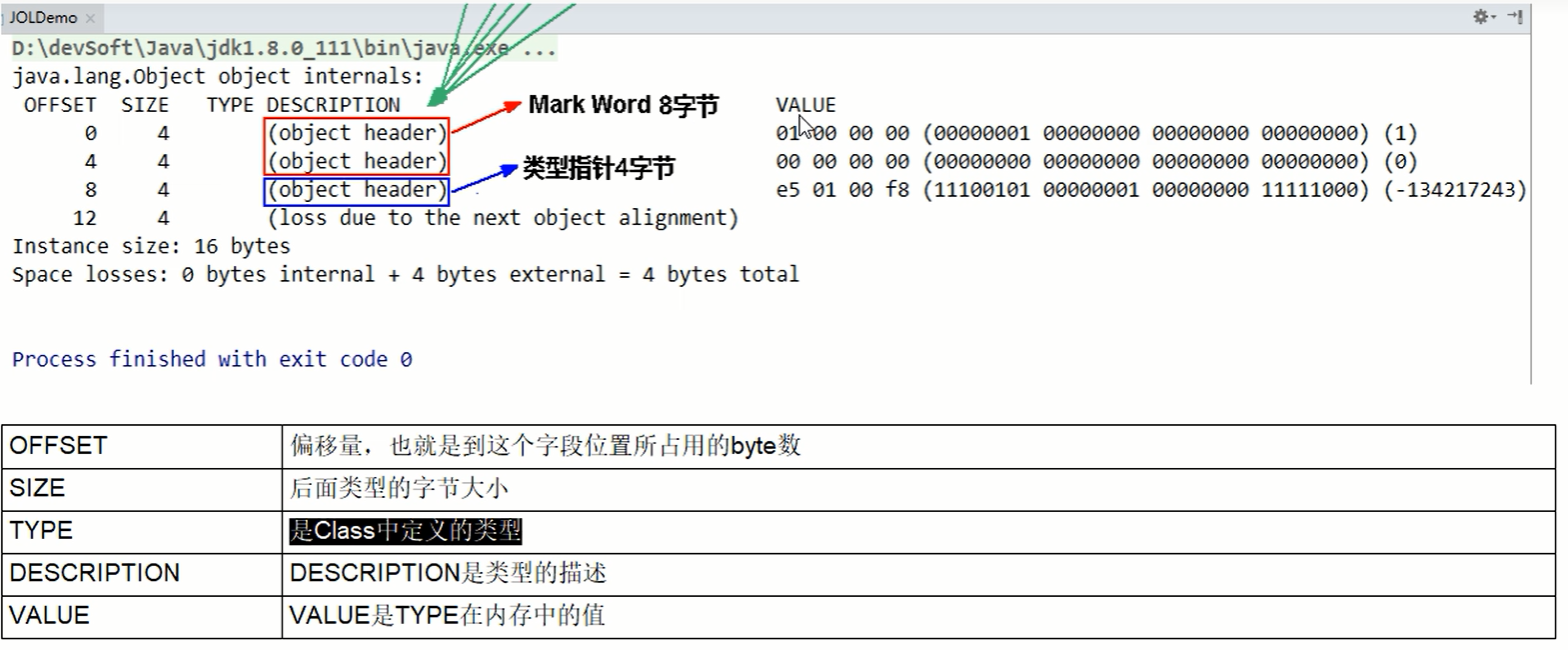 JOLDemo
D:\devSoft\Java\jdk1.8.0_111\bin\java.exe ...
java.lang.Object object internals:
OFFSET SIZE TYPE DESCRIPTION Mark Word 8字节 VALUE
0 4 (object header) 01 00 00 00 (00000001 00000000 00000000 00000000) (1)
4 4 (object header) 类型指针4字节 00 00 00 00 (00000000 00000000 00000000 00000000) (0)
8 4 (object header) e5 01 00 f8 (11100101 00000001 00000000 11111000) (-134217243)
12 4 (loss due to the next object alignment)
Instance size: 16 bytes
Space losses: 0 bytes internal + 4 bytes external = 4 bytes total
Process finished with exit code 0
OFFSET 偏移量，也就是到这个字段位置所占用的byte数
SIZE 后面类型的字节大小
TYPE 是Class中定义的类型
DESCRIPTION DESCRIPTION是类型的描述
VALUE VALUE是TYPE在内存中的值